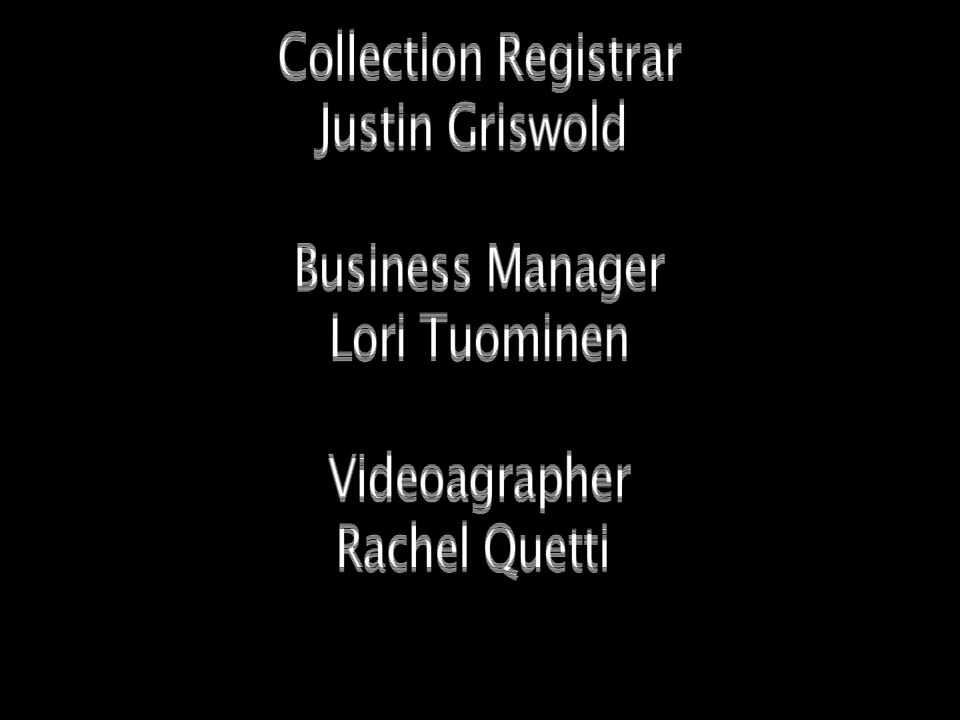 Collection Registrar
Justin Griswold
Business Manager
Lori Tuominen
Videoagrapher
Rachel Quetti